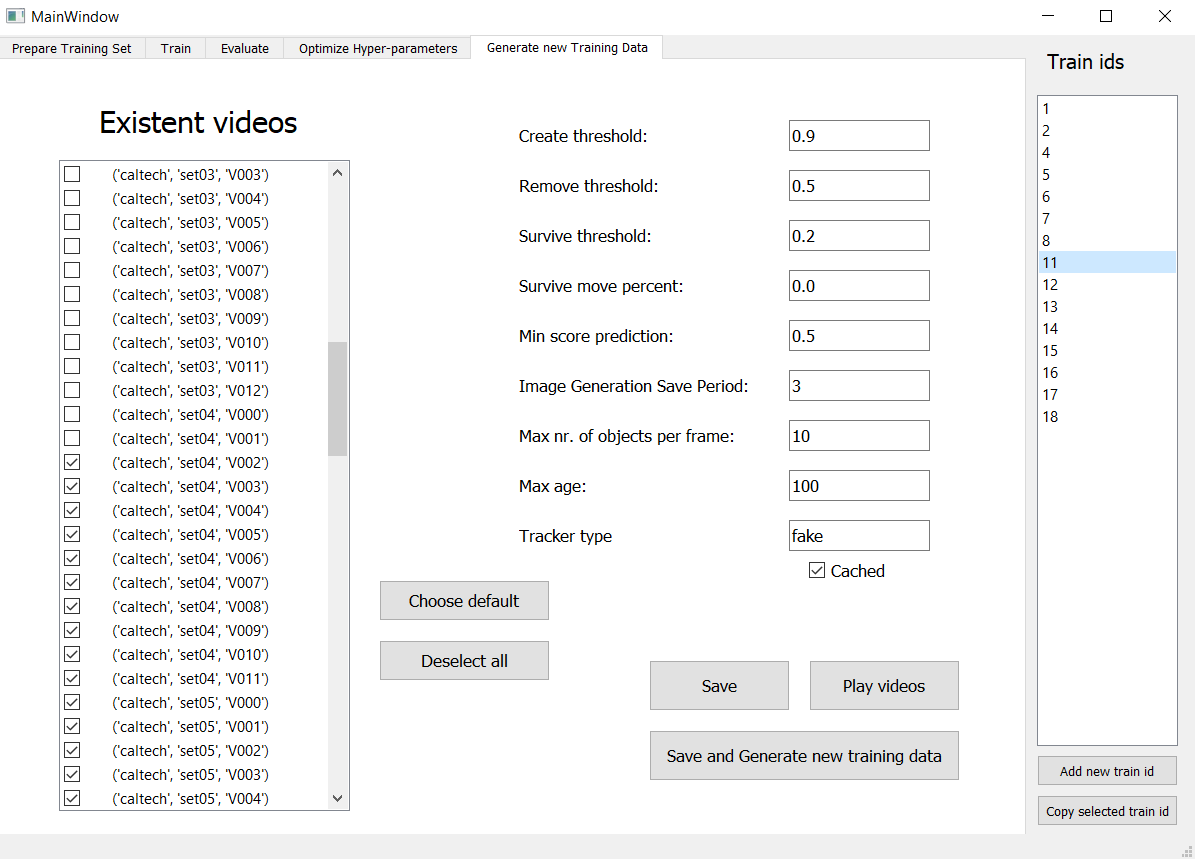 MainWindow
Prepare Training Set Train Evaluate Optimize Hyper-parameters Generate new Training Data
Existent videos
('caltech', 'set03', 'V003')
('caltech', 'set03', 'V004')
('caltech', 'set03', 'V005')
('caltech', 'set03', 'V006')
('caltech', 'set03', 'V007')
('caltech', 'set03', 'V008')
('caltech', 'set03', 'V009')
('caltech', 'set03', 'V010')
('caltech', 'set03', 'V011')
('caltech', 'set03', 'V012')
('caltech', 'set04', 'V000')
('caltech', 'set04', 'V001')
('caltech', 'set04', 'V002')
('caltech', 'set04', 'V003')
('caltech', 'set04', 'V004')
('caltech', 'set04', 'V005')
('caltech', 'set04', 'V006')
('caltech', 'set04', 'V007')
('caltech', 'set04', 'V008')
('caltech', 'set04', 'V009')
('caltech', 'set04', 'V010')
('caltech', 'set04', 'V011')
('caltech', 'set05', 'V000')
('caltech', 'set05', 'V001')
('caltech', 'set05', 'V002')
('caltech', 'set05', 'V003')
('caltech', 'set05', 'V004')
Choose default
Deselect all
Create threshold: 0.9
Remove threshold: 0.5
Survive threshold: 0.2
Survive move percent: 0.0
Min score prediction: 0.5
Image Generation Save Period: 3
Max nr. of objects per frame: 10
Max age: 100
Tracker type fake
Cached
Save Play videos
Save and Generate new training data
Train ids
1
2
4
5
6
7
8
11
12
13
14
15
16
17
18
Add new train id
Copy selected train id